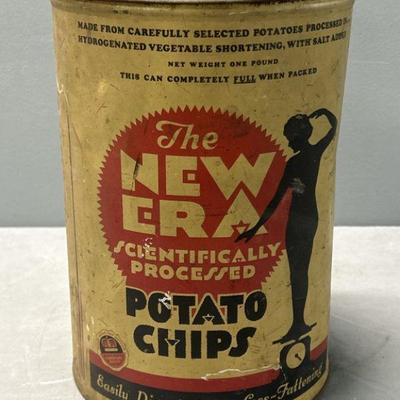 MADE FROM CAREFULLY SELECTED POTATOES PROCESSED IN
HYDROGENATED VEGETABLE SHORTENING, WITH SALT ADDED
NET WEIGHT ONE POUND
THIS CAN COMPLETELY FULL WHEN PACKED
The
NEW
ERA
SCIENTIFICALLY
PROCESSED
POTATO
CHIPS
Easily Less-Fattening